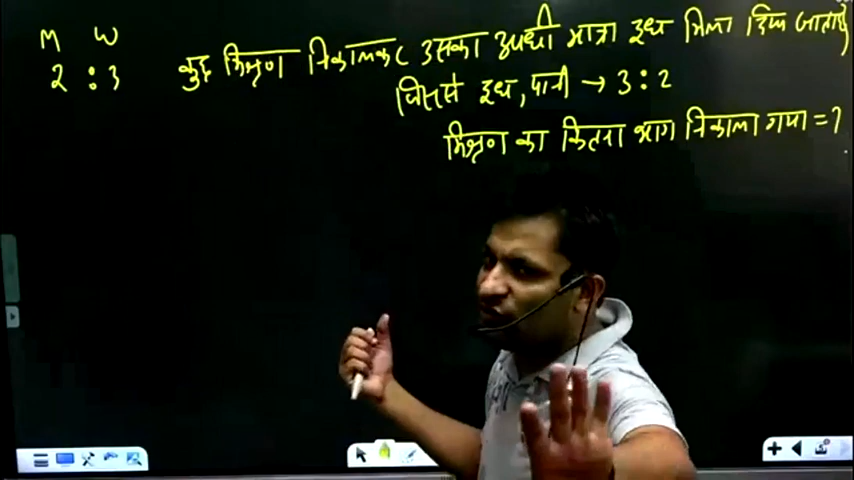 M W
2 : 3
कुछ मिश्रण निकालकर उसका आधी मात्रा दूध मिला दिया जाता है,
जिससे दूध, पानी → 3 : 2
मिश्रण का कितना भाग निकाला गया = ?